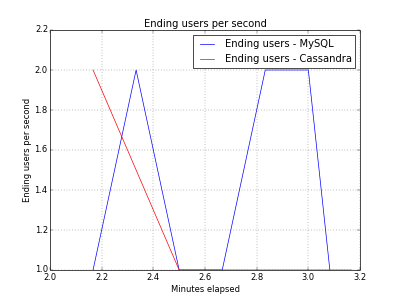 Ending users per second
Ending users - MySQL
Ending users - Cassandra
Ending users per second
2.2
2.0
1.8
1.6
1.4
1.2
1.0
2.0 2.2 2.4 2.6 2.8 3.0 3.2
Minutes elapsed